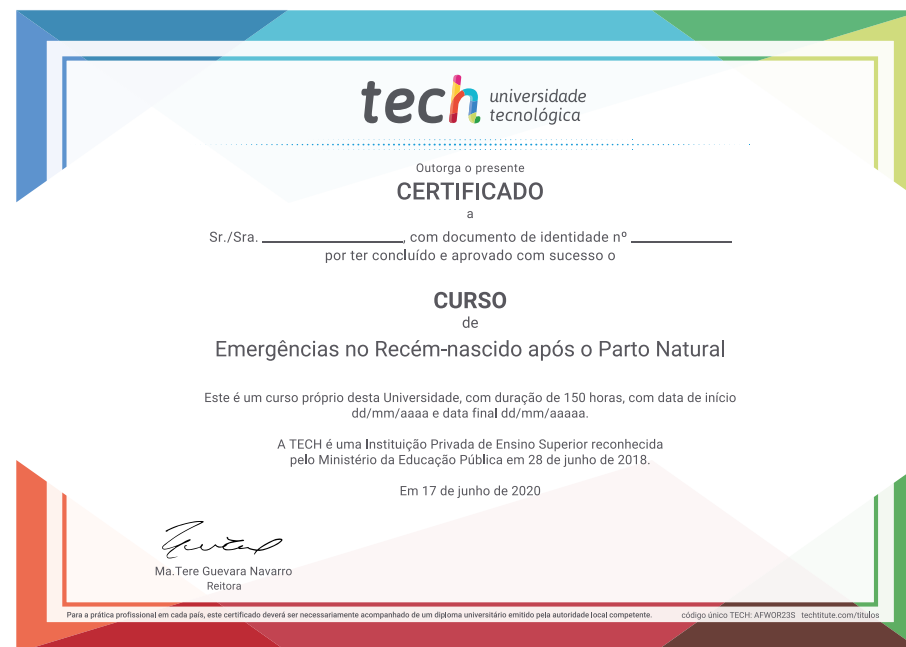 tech universidade
tecnológica
Outorga o presente
CERTIFICADO
a
Sr./Sra. ____________, com documento de identidade nº ____________
por ter concluído e aprovado com sucesso o
CURSO
de
Emergências no Recém-nascido após o Parto Natural
Este é um curso próprio desta Universidade, com duração de 150 horas, com data de início
dd/mm/aaaa e data final dd/mm/aaaaa.
A TECH é uma Instituição Privada de Ensino Superior reconhecida
pelo Ministério da Educação Pública em 28 de junho de 2018.
Em 17 de junho de 2020
Ma.Tere Guevara Navarro
Reitora
Para a prática profissional em cada país, este certificado deverá ser necessariamente acompanhado de um diploma universitário emitido pela autoridade local competente. código único TECH: AFWOR23S techtitute.com/titulos